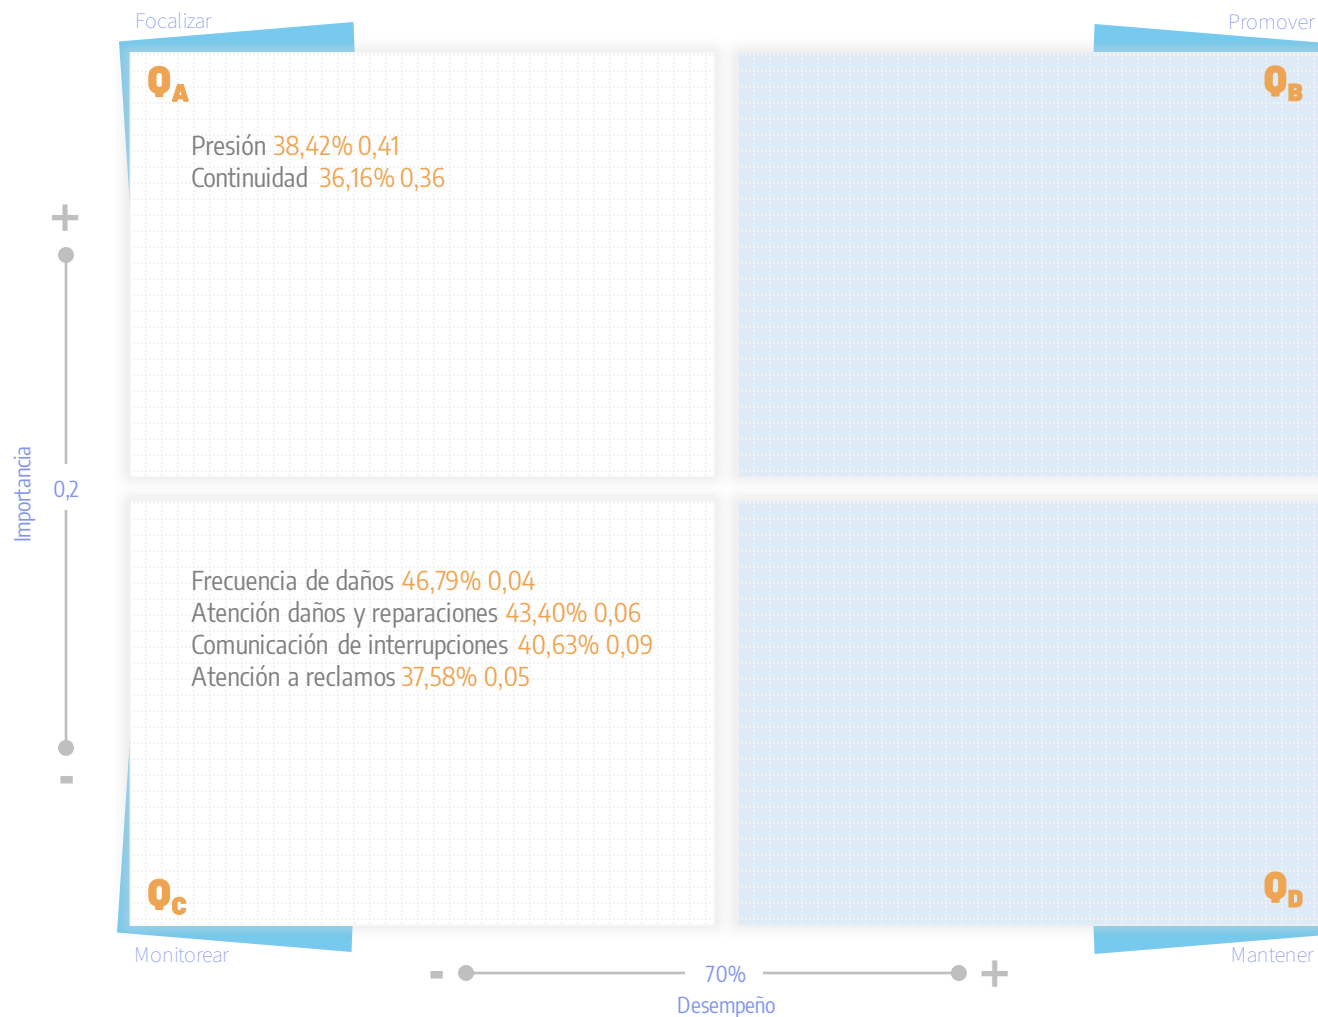 Focalizar
Promover
QA
QB
Presión 38,42% 0,41
Continuidad 36,16% 0,36
+
Importancia
0,2
Frecuencia de daños 46,79% 0,04
Atención daños y reparaciones 43,40% 0,06
Comunicación de interrupciones 40,63% 0,09
Atención a reclamos 37,58% 0,05
-
QC
QD
Monitorear
Mantener
- 70% +
Desempeño